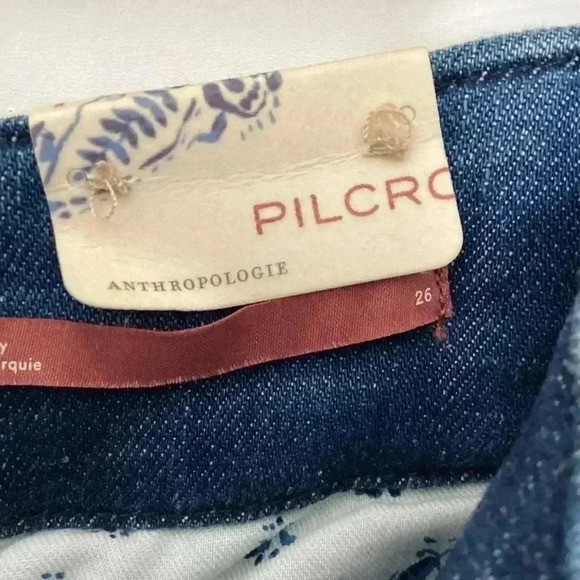 PILCRO
ANTHROPOLOGIE
26
y
rquie